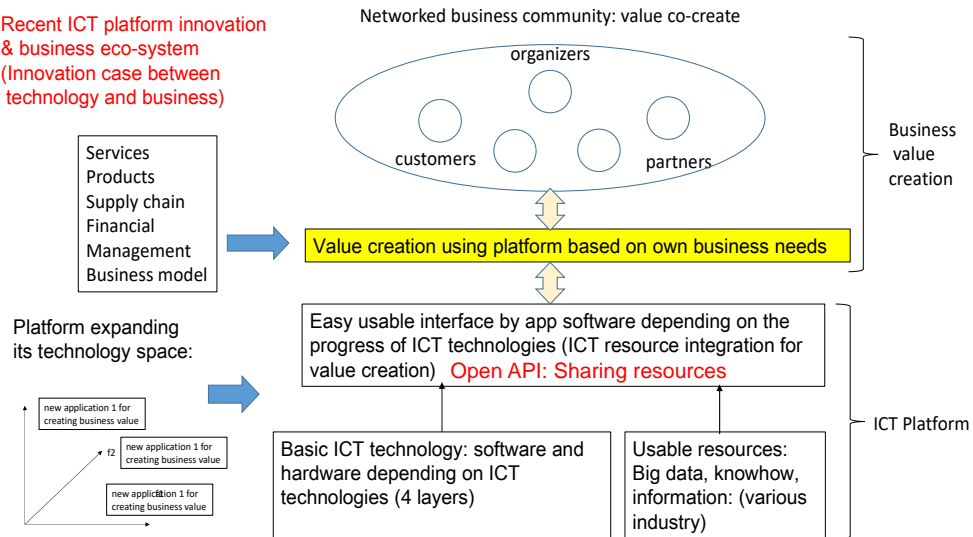 Recent ICT platform innovation
& business eco-system
(Innovation case between
technology and business)
Networked business community: value co-create
organizers
customers
partners
Business
value
creation
Services
Products
Supply chain
Financial
Management
Business model
Value creation using platform based on own business needs
Platform expanding
its technology space:
Easy usable interface by app software depending on the
progress of ICT technologies (ICT resource integration for
value creation) Open API: Sharing resources
ICT Platform
new application 1 for
creating business value
f2
new application 1 for
creating business value
new application 1 for
creating business value
Basic ICT technology: software and
hardware depending on ICT
technologies (4 layers)
Usable resources:
Big data, knowhow,
information: (various
industry)